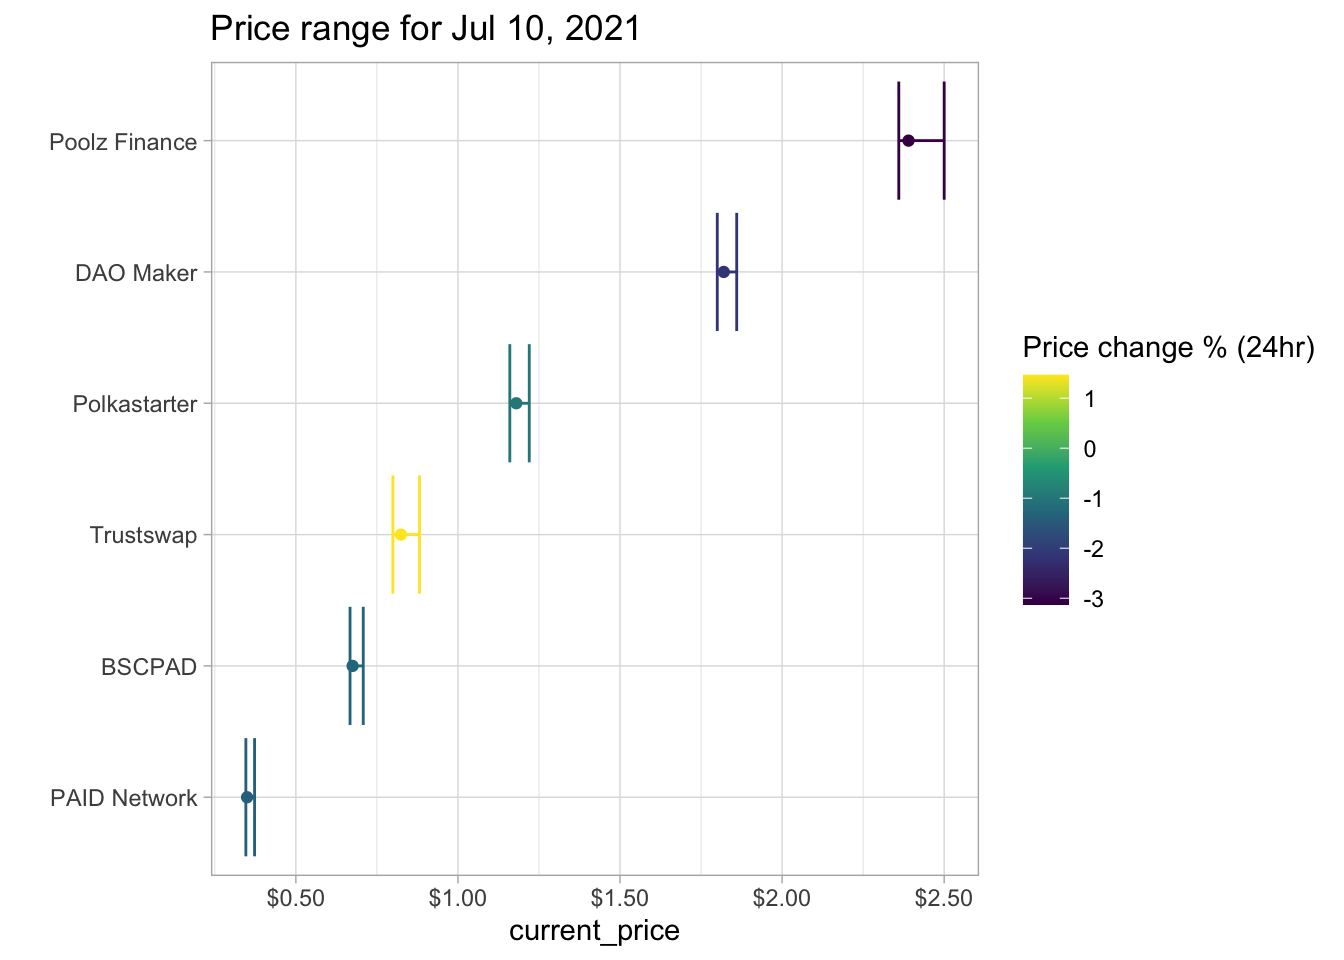 Price range for Jul 10, 2021
Poolz Finance
DAO Maker
Polkastarter
Trustswap
BSCPAD
PAID Network
$0.50 $1.00 $1.50 $2.00 $2.50
current_price
Price change % (24hr)
1
0
-1
-2
-3